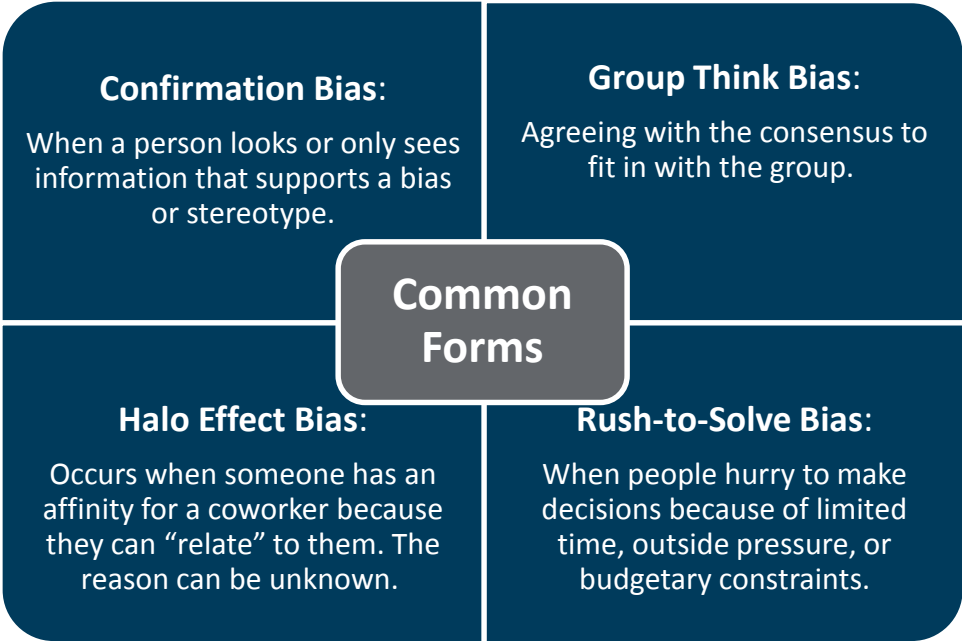 Confirmation Bias:
When a person looks or only sees
information that supports a bias
or stereotype.
Group Think Bias:
Agreeing with the consensus to
fit in with the group.
Common
Forms
Halo Effect Bias:
Occurs when someone has an
affinity for a coworker because
they can “relate” to them. The
reason can be unknown.
Rush-to-Solve Bias:
When people hurry to make
decisions because of limited
time, outside pressure, or
budgetary constraints.